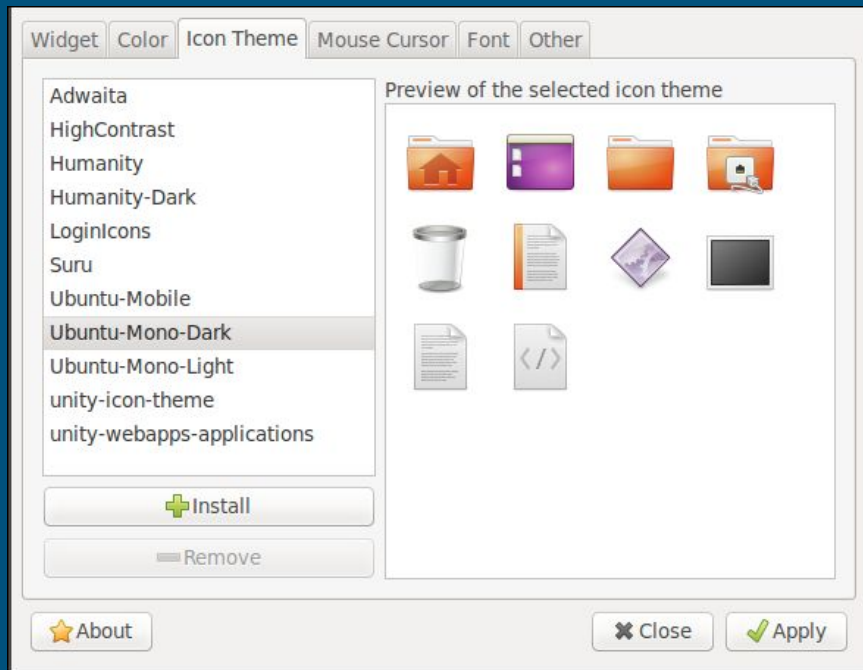 Widget Color Icon Theme Mouse Cursor Font Other
Preview of the selected icon theme
Adwaita
HighContrast
Humanity
Humanity-Dark
LoginIcons
Suru
Ubuntu-Mobile
Ubuntu-Mono-Dark
Ubuntu-Mono-Light
unity-icon-theme
unity-webapps-applications
</>
Install
Remove
About Close Apply